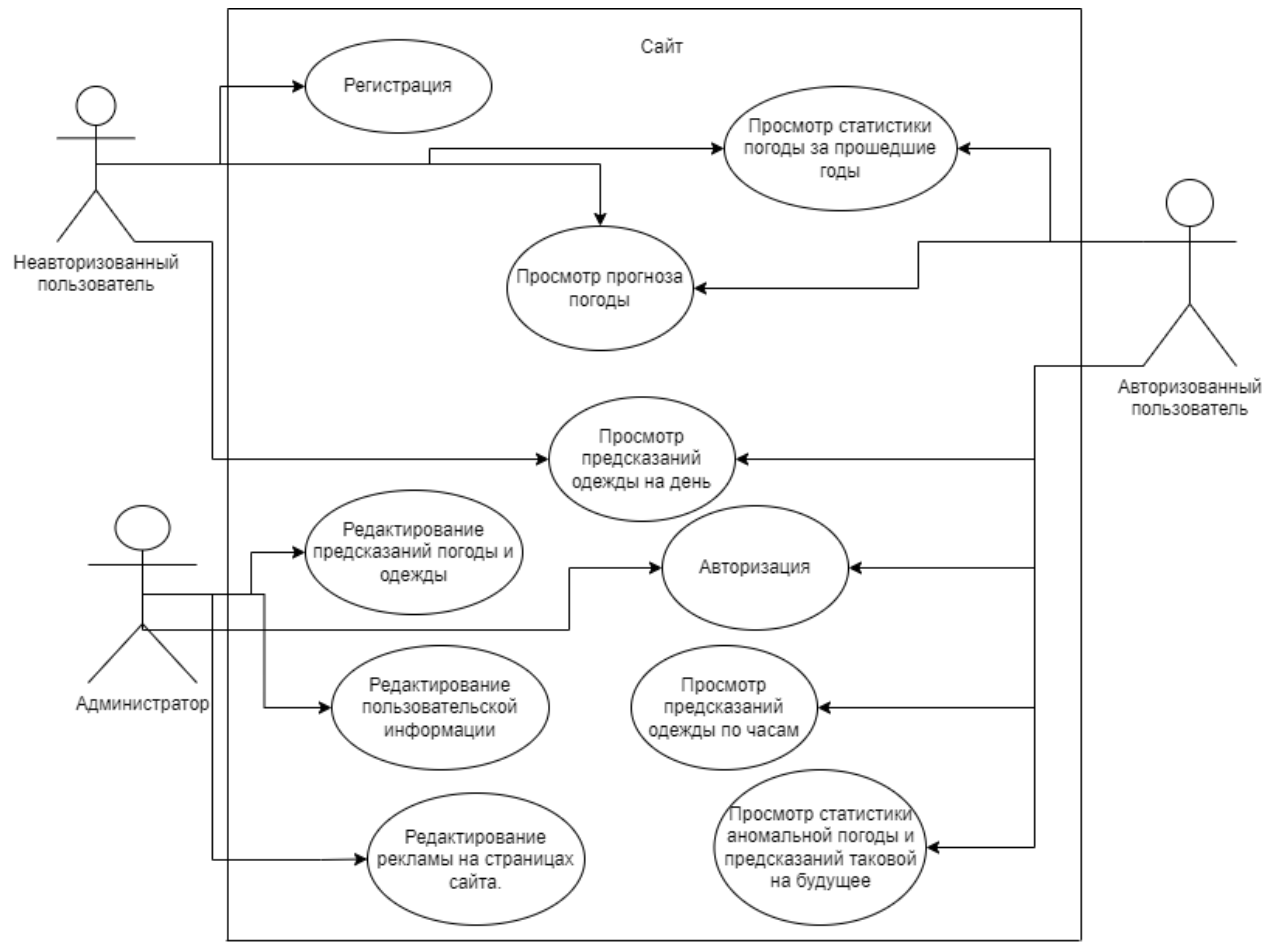 Сайт
Регистрация
Просмотр статистики
погоды за прошедшие
годы
Неавторизованный
пользователь
Просмотр прогноза
погоды
Авторизованный
пользователь
Просмотр
предсказаний
одежды на день
Редактирование
предсказаний погоды и
одежды
Авторизация
Администратор
Редактирование
пользовательской
информации
Просмотр
предсказаний
одежды по часам
Редактирование
рекламы на страницах
сайта.
Просмотр статистики
аномальной погоды и
предсказаний таковой
на будущее